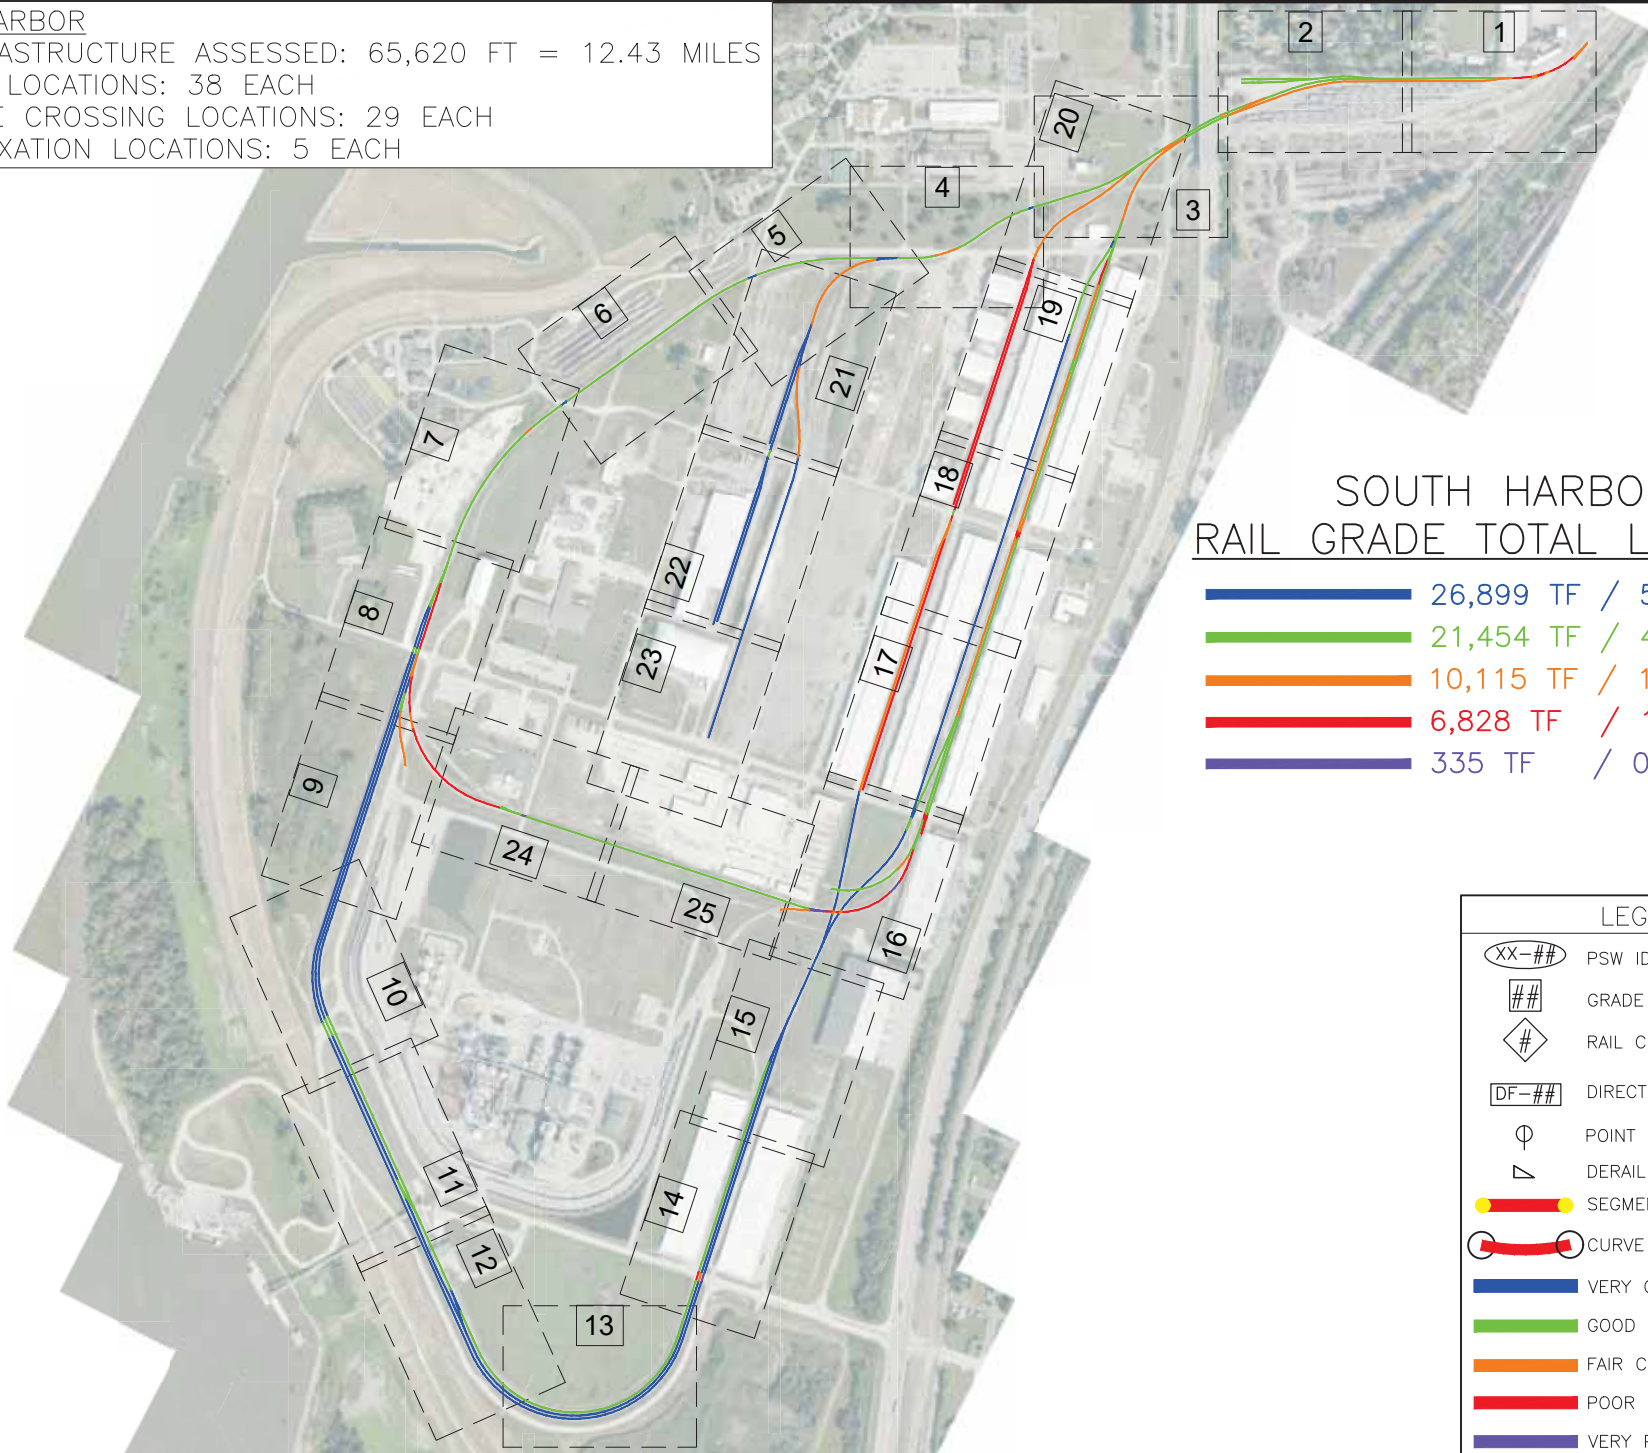 ARBOR
ASTRUCTURE ASSESSED: 65,620 FT = 12.43 MILES
LOCATIONS: 38 EACH
E CROSSING LOCATIONS: 29 EACH
XATION LOCATIONS: 5 EACH
2
1
20
4
3
5
6
19
21
7
18
22
8
17
23
9
24
25
16
10
15
11
14
12
13
SOUTH HARBO
RAIL GRADE TOTAL L
26,899 TF / 5
21,454 TF / 4
10,115 TF / 1
6,828 TF / 1
335 TF / 0
LEG
XX-## PSW ID
## GRADE
# RAIL C
DF-## DIRECT
POINT
DERAIL
SEGME
CURVE
VERY G
GOOD
FAIR C
POOR
VERY P